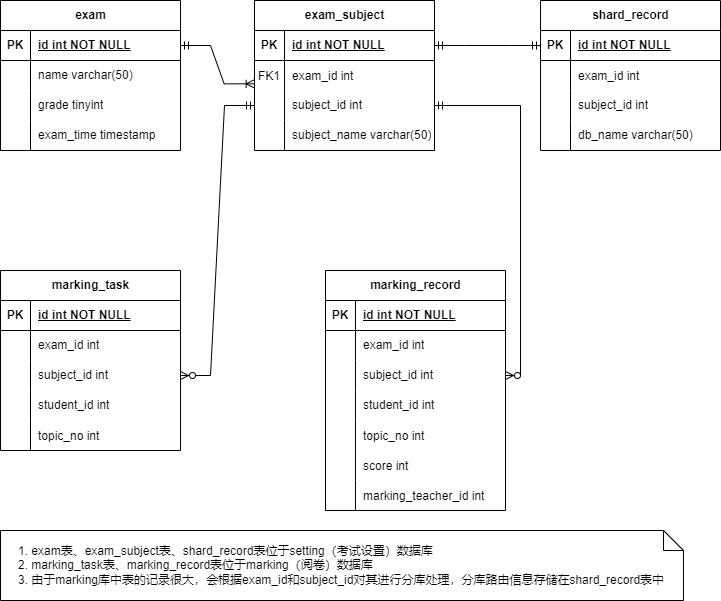 exam
PK id int NOT NULL
name varchar(50)
grade tinyint
exam_time timestamp
exam_subject
PK id int NOT NULL
FK1 exam_id int
subject_id int
subject_name varchar(50)
shard_record
PK id int NOT NULL
exam_id int
subject_id int
db_name varchar(50)
marking_task
PK id int NOT NULL
exam_id int
subject_id int
student_id int
topic_no int
marking_record
PK id int NOT NULL
exam_id int
subject_id int
student_id int
topic_no int
score int
marking_teacher_id int
1. exam表、exam_subject表、shard_record表位于setting（考试设置）数据库
2. marking_task表、marking_record表位于marking（阅卷）数据库
3. 由于marking库中表的记录很大，会根据exam_id和subject_id对其进行分库处理，分库路由信息存储在shard_record表中